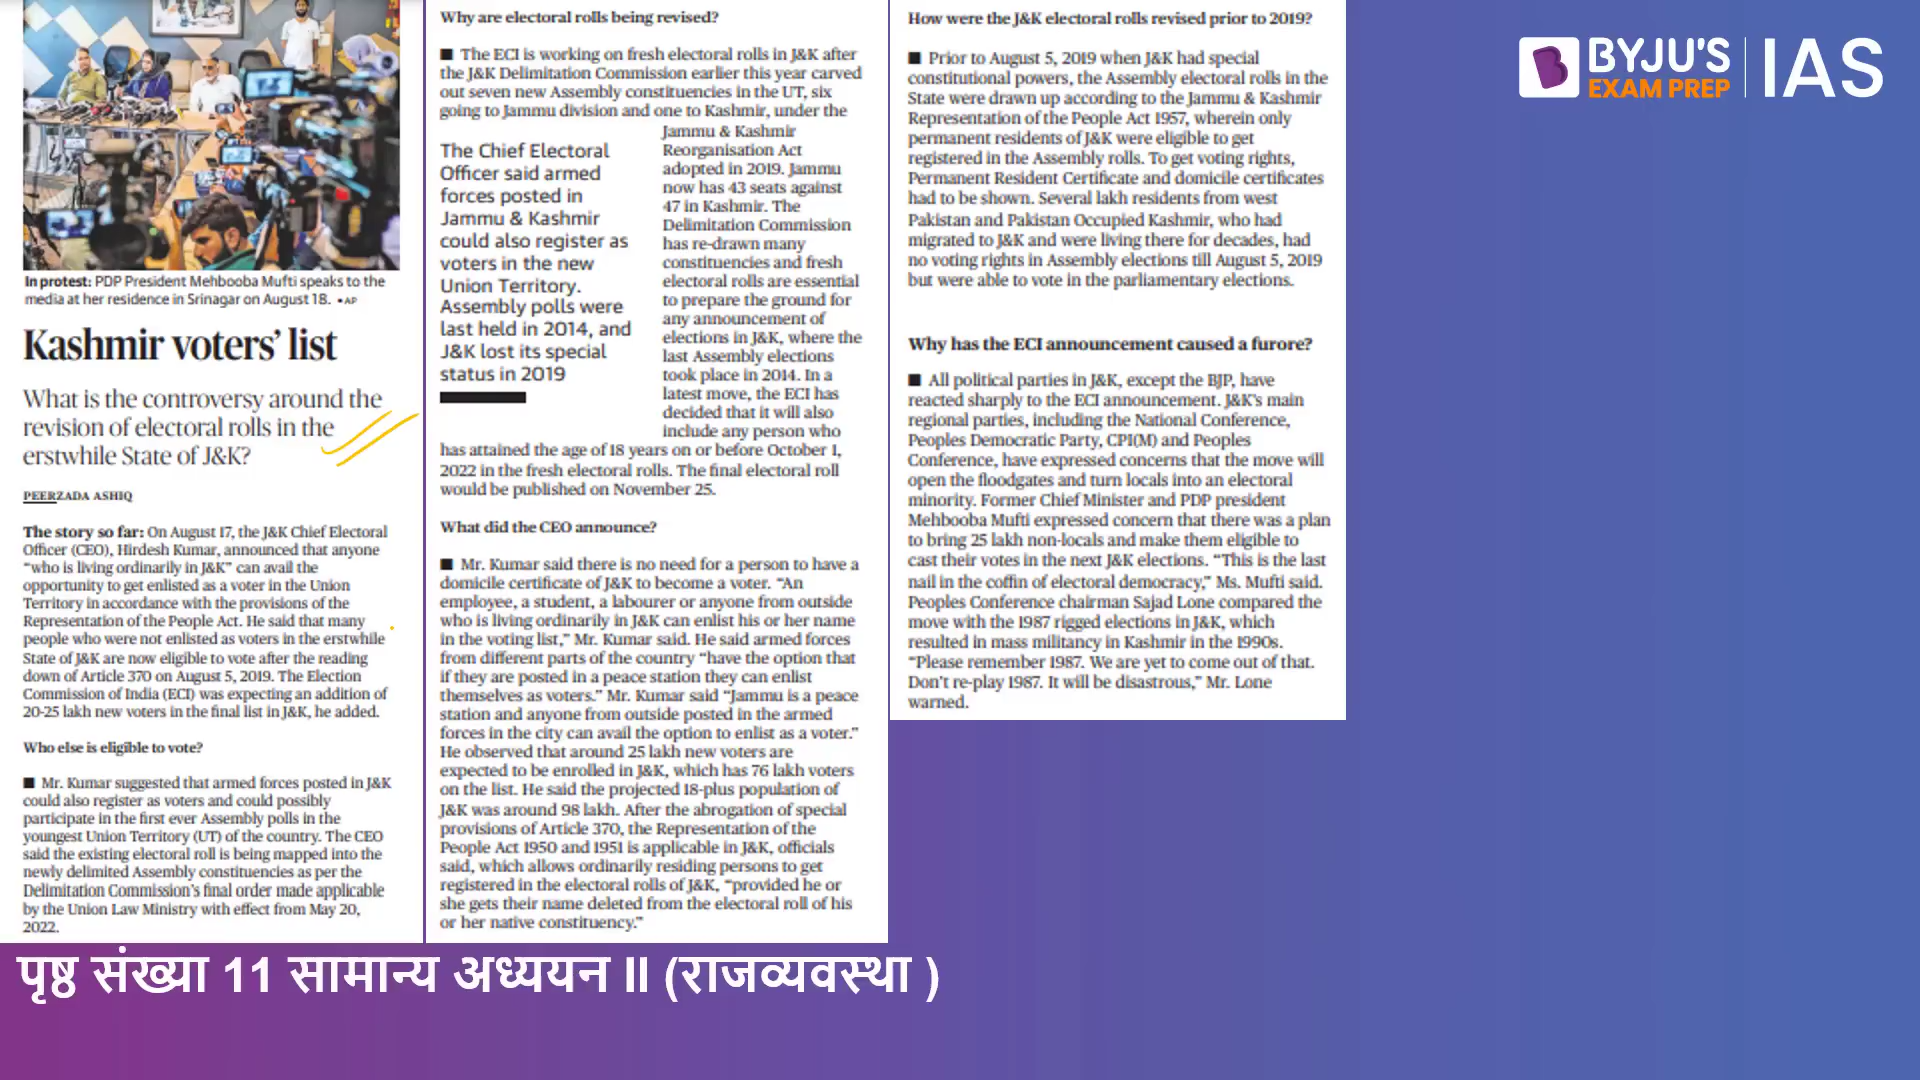 In protest: PDP President Mehbooba Mufti speaks to the
media at her residence in Srinagar on August 18. • AP
Kashmir voters' list
What is the controversy around the
revision of electoral rolls in the
erstwhile State of J&K?
PEERZADA ASHIQ
The story so far: On August 17, the J&K Chief Electoral
Officer (CEO), Hirdesh Kumar, announced that anyone
“who is living ordinarily in J&K” can avail the
opportunity to get enlisted as a voter in the Union
Territory in accordance with the provisions of the
Representation of the People Act. He said that many
people who were not enlisted as voters in the erstwhile
State of J&K are now eligible to vote after the reading
down of Article 370 on August 5, 2019. The Election
Commission of India (ECI) was expecting an addition of
20-25 lakh new voters in the final list in J&K, he added.
Who else is eligible to vote?
■ Mr. Kumar suggested that armed forces posted in J&K
could also register as voters and could possibly
participate in the first ever Assembly polls in the
youngest Union Territory (UT) of the country. The CEO
said the existing electoral roll is being mapped into the
newly delimited Assembly constituencies as per the
Delimitation Commission's final order made applicable
by the Union Law Ministry with effect from May 20,
2022.
Why are electoral rolls being revised?
■ The ECI is working on fresh electoral rolls in J&K after
the J&K Delimitation Commission earlier this year carved
out seven new Assembly constituencies in the UT, six
going to Jammu division and one to Kashmir, under the
Jammu & Kashmir
Reorganisation Act
adopted in 2019. Jammu
now has 43 seats against
47 in Kashmir. The
Delimitation Commission
has re-drawn many
constituencies and fresh
electoral rolls are essential
to prepare the ground for
any announcement of
elections in J&K, where the
last Assembly elections
took place in 2014. In a
latest move, the ECI has
decided that it will also
include any person who
The Chief Electoral
Officer said armed
forces posted in
Jammu & Kashmir
could also register as
voters in the new
Union Territory.
Assembly polls were
last held in 2014, and
J&K lost its special
status in 2019
has attained the age of 18 years on or before October 1,
2022 in the fresh electoral rolls. The final electoral roll
would be published on November 25.
What did the CEO announce?
■ Mr. Kumar said there is no need for a person to have a
domicile certificate of J&K to become a voter. “An
employee, a student, a labourer or anyone from outside
who is living ordinarily in J&K can enlist his or her name
in the voting list,” Mr. Kumar said. He said armed forces
from different parts of the country “have the option that
if they are posted in a peace station they can enlist
themselves as voters.” Mr. Kumar said “Jammu is a peace
station and anyone from outside posted in the armed
forces in the city can avail the option to enlist as a voter.”
He observed that around 25 lakh new voters are
expected to be enrolled in J&K, which has 76 lakh voters
on the list. He said the projected 18-plus population of
J&K was around 98 lakh. After the abrogation of special
provisions of Article 370, the Representation of the
People Act 1950 and 1951 is applicable in J&K, officials
said, which allows ordinarily residing persons to get
registered in the electoral rolls of J&K, “provided he or
she gets their name deleted from the electoral roll of his
or her native constituency.”
How were the J&K electoral rolls revised prior to 2019?
■ Prior to August 5, 2019 when J&K had special
constitutional powers, the Assembly electoral rolls in the
State were drawn up according to the Jammu & Kashmir
Representation of the People Act 1957, wherein only
permanent residents of J&K were eligible to get
registered in the Assembly rolls. To get voting rights,
Permanent Resident Certificate and domicile certificates
had to be shown. Several lakh residents from west
Pakistan and Pakistan Occupied Kashmir, who had
migrated to J&K and were living there for decades, had
no voting rights in Assembly elections till August 5, 2019
but were able to vote in the parliamentary elections.
Why has the ECI announcement caused a furore?
■ All political parties in J&K, except the BJP, have
reacted sharply to the ECI announcement. J&K's main
regional parties, including the National Conference,
Peoples Democratic Party, CPI(M) and Peoples
Conference, have expressed concerns that the move will
open the floodgates and turn locals into an electoral
minority. Former Chief Minister and PDP president
Mehbooba Mufti expressed concern that there was a plan
to bring 25 lakh non-locals and make them eligible to
cast their votes in the next J&K elections. “This is the last
nail in the coffin of electoral democracy,” Ms. Mufti said.
Peoples Conference chairman Sajad Lone compared the
move with the 1987 rigged elections in J&K, which
resulted in mass militancy in Kashmir in the 1990s.
“Please remember 1987. We are yet to come out of that.
Don't re-play 1987. It will be disastrous,” Mr. Lone
warned.
BYJU'S
EXAM PREP
IAS
पृष्ठ संख्या 11 सामान्य अध्ययन II (राजव्यवस्था )